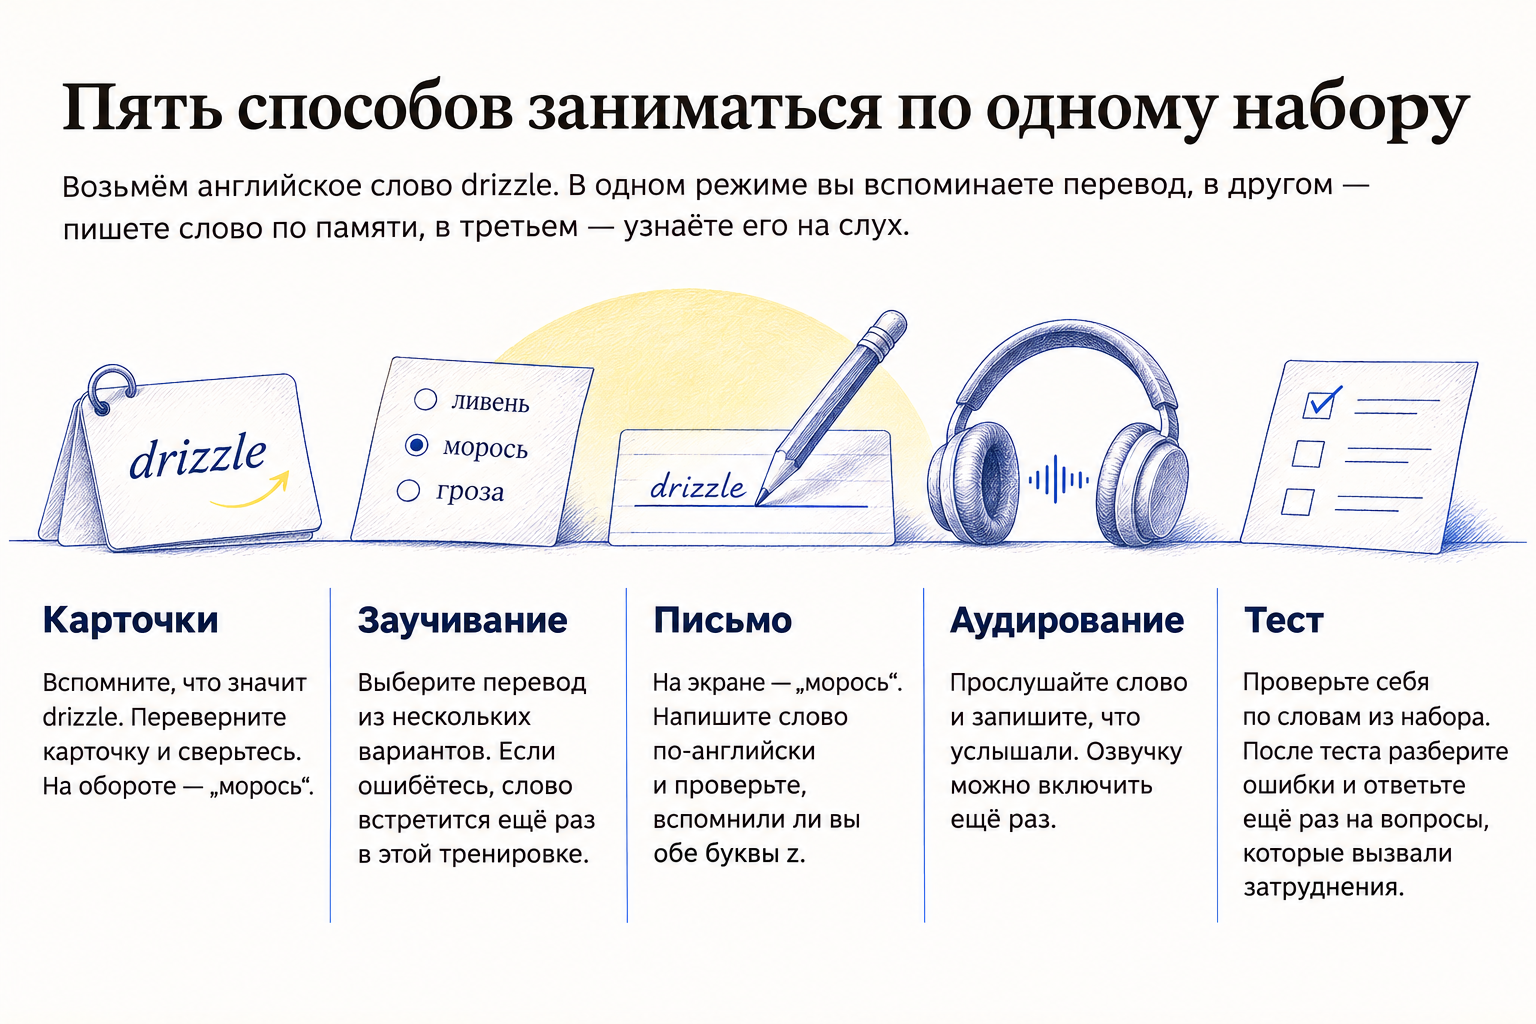 Пять способов заниматься по одному набору
Возьмём английское слово drizzle. В одном режиме вы вспоминаете перевод, в другом —
пишете слово по памяти, в третьем — узнаёте его на слух.
drizzle
ливень
морось
гроза
drizzle
Карточки
Вспомните, что значит
drizzle. Переверните
карточку и сверьтесь.
На обороте — „морось“.
Заучивание
Выберите перевод
из нескольких
вариантов. Если
ошибётесь, слово
встретится ещё раз
в этой тренировке.
Письмо
На экране — „морось“.
Напишите слово
по-английски
и проверьте,
вспомнили ли вы
обе буквы z.
Аудирование
Прослушайте слово
и запишите, что
услышали. Озвучку
можно включить
ещё раз.
Тест
Проверьте себя
по словам из набора.
После теста разберите
ошибки и ответьте
ещё раз на вопросы,
которые вызвали
затруднения.